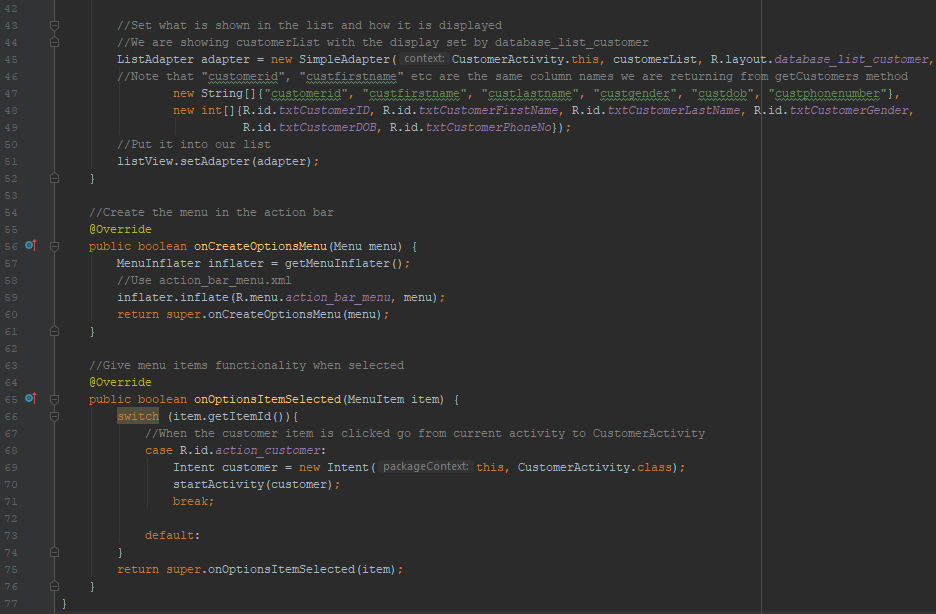 42
43 //Set what is shown in the list and how it is displayed
44 //We are showing customerList with the display set by database_list_customer
45 ListAdapter adapter = new SimpleAdapter( context: CustomerActivity.this, customerList, R.layout.database_list_customer,
46 //Note that "customerid", "custfirstname" etc are the same column names we are returning from getCustomers method
47 new String[]{"customerid", "custfirstname", "custlastname", "custgender", "custdob", "custphonenumber"},
48 new int[]{R.id.txtCustomerID, R.id.txtCustomerFirstName, R.id.txtCustomerLastName, R.id.txtCustomerGender,
49 R.id.txtCustomerDOB, R.id.txtCustomerPhoneNo});
50 //Put it into our list
51 listView.setAdapter(adapter);
52 }
53
54 //Create the menu in the action bar
55 @Override
56 public boolean onCreateOptionsMenu(Menu menu) {
57 MenuInflater inflater = getMenuInflater();
58 //Use action_bar_menu.xml
59 inflater.inflate(R.menu.action_bar_menu, menu);
60 return super.onCreateOptionsMenu(menu);
61 }
62
63 //Give menu items functionality when selected
64 @Override
65 public boolean onOptionsItemSelected(MenuItem item) {
66 switch (item.getItemId()){
67 //When the customer item is clicked go from current activity to CustomerActivity
68 case R.id.action_customer:
69 Intent customer = new Intent( packageContext: this, CustomerActivity.class);
70 startActivity(customer);
71 break;
72
73 default:
74 }
75 return super.onOptionsItemSelected(item);
76 }
77 }